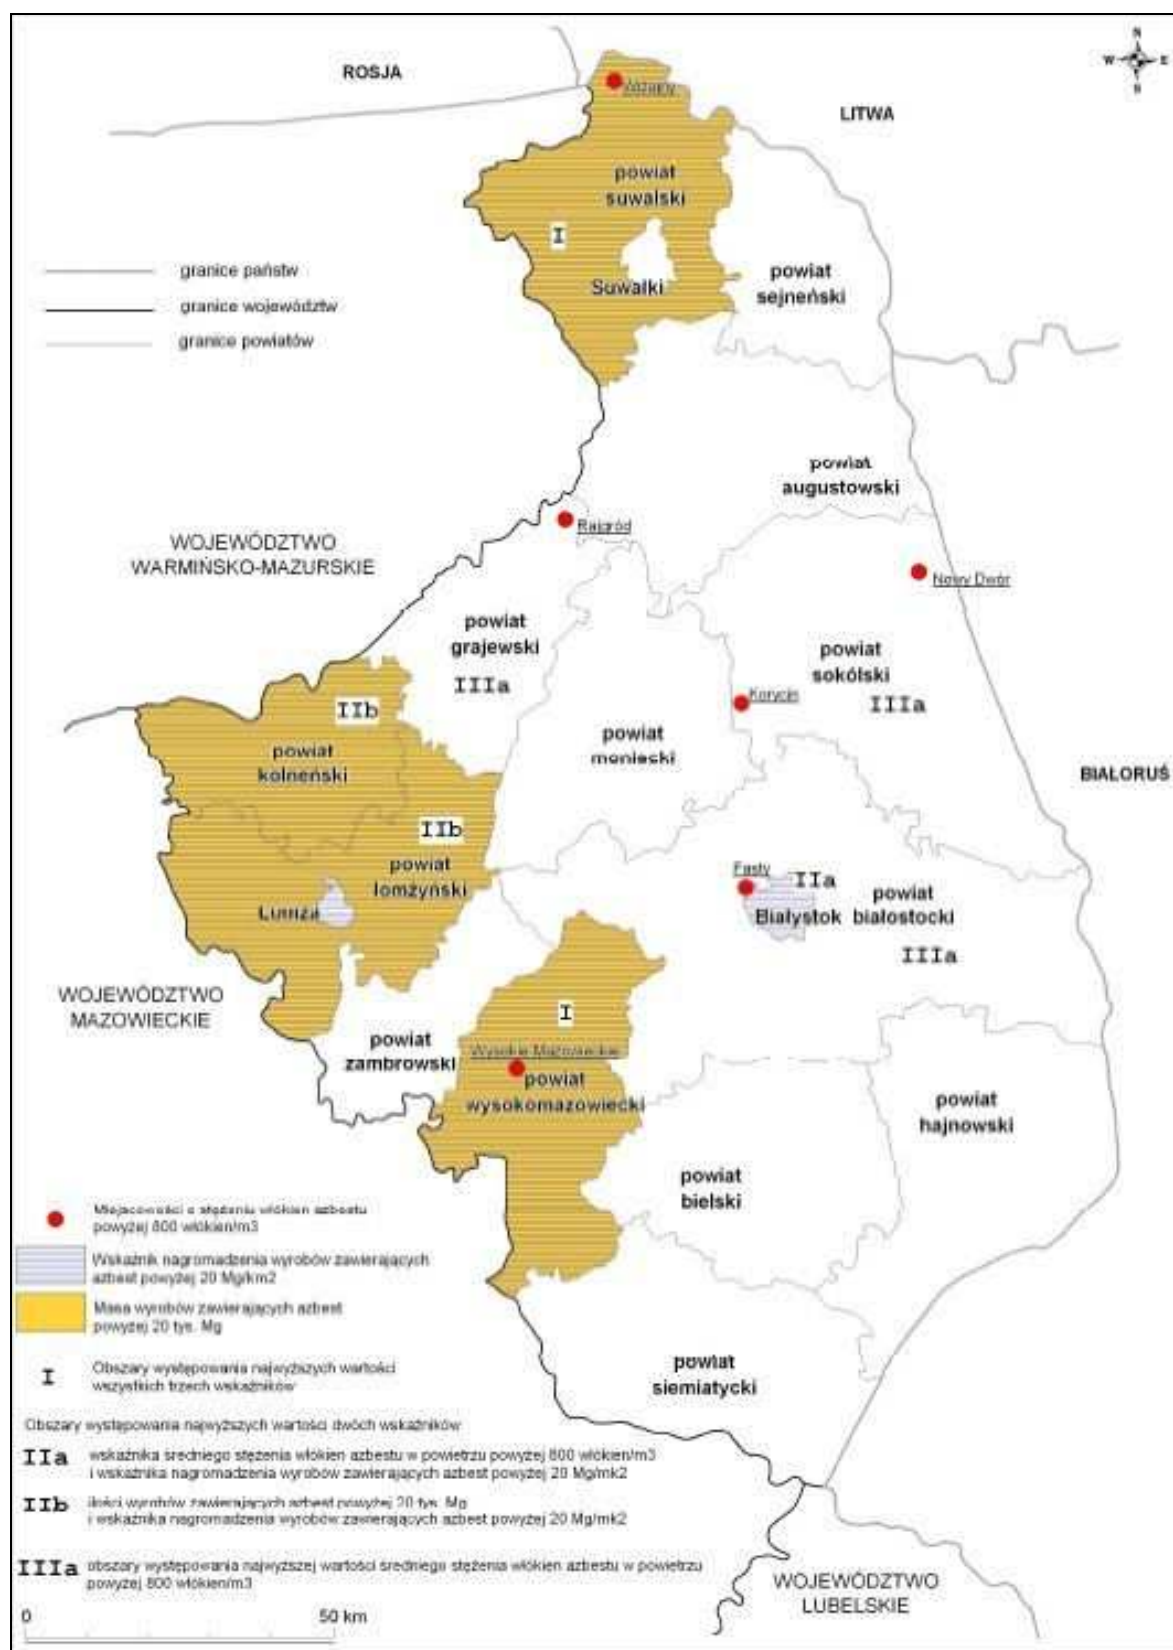 N
W E
S
ROSJA
LITWA
Wiżajny
powiat
suwalski
I
Suwałki
powiat
sejneński
granice państw
granice województw
granice powiatów
powiat
augustowski
Rajgród
WOJEWÓDZTWO
WARMIŃSKO-MAZURSKIE
Nowy Dwór
powiat
grajewski
IIIa
powiat
sokólski
IIIa
Korycin
IIb
powiat
kolneński
powiat
moniecki
BIAŁORUŚ
IIb
powiat
łomżyński
Łomża
Fasty
IIa
Białystok
powiat
białostocki
IIIa
WOJEWÓDZTWO
MAZOWIECKIE
I
powiat
zambrowski
Wysokie Mazowieckie
powiat
wysokomazowiecki
powiat
hajnowski
powiat
bielski
Miejscowości o stężeniu włókien azbestu
powyżej 800 włókien/m3
Wskaźnik nagromadzenia wyrobów zawierających
azbest powyżej 20 Mg/km2
Masa wyrobów zawierających azbest
powyżej 20 tys. Mg
powiat
siemiatycki
I Obszary występowania najwyższych wartości
wszystkich trzech wskaźników
Obszary występowania najwyższych wartości dwóch wskaźników
IIa wskaźnika średniego stężenia włókien azbestu w powietrzu powyżej 800 włókien/m3
i wskaźnika nagromadzenia wyrobów zawierających azbest powyżej 20 Mg/mk2
IIb ilości wyrobów zawierających azbest powyżej 20 tys. Mg
i wskaźnika nagromadzenia wyrobów zawierających azbest powyżej 20 Mg/mk2
IIIa obszary występowania najwyższej wartości średniego stężenia włókien azbestu w powietrzu
powyżej 800 włókien/m3
WOJEWÓDZTWO
LUBELSKIE
0 50 km